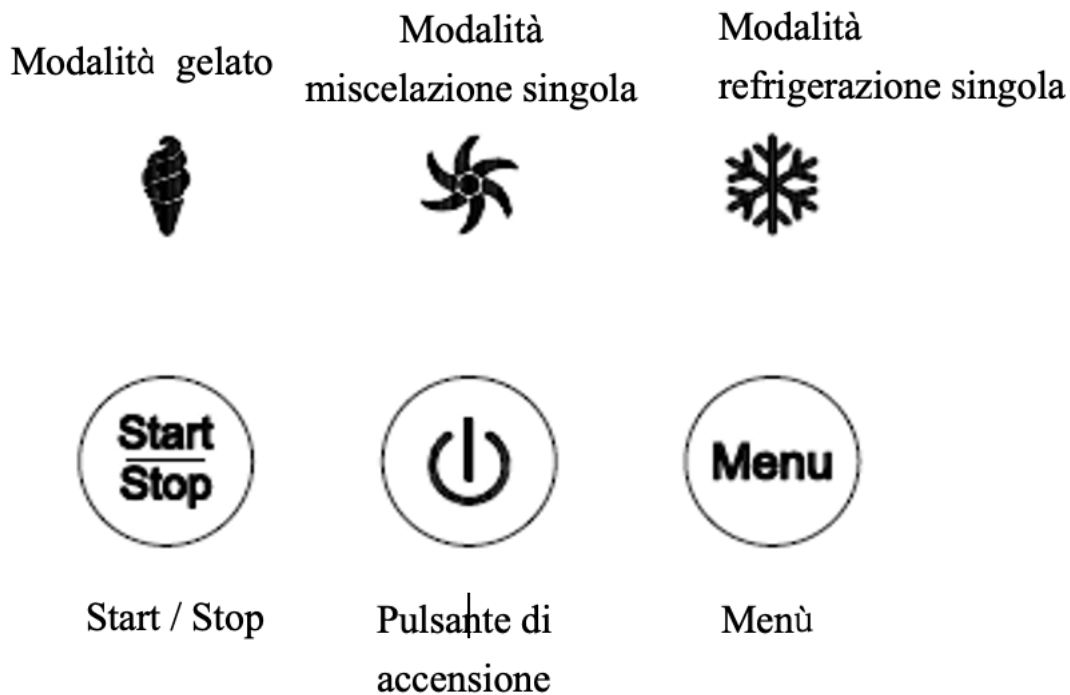 Modalità gelato
Modalità
miscelazione singola
Modalità
refrigerazione singola
Start
Stop
Menu
Start / Stop
Pulsante di
accensione
Menù